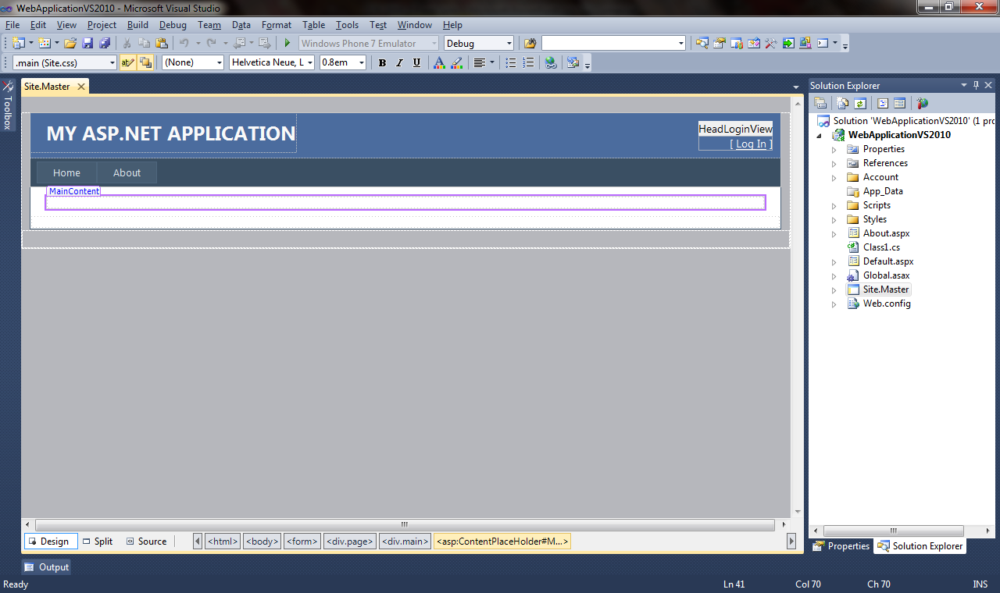 WebApplicationVS2010 - Microsoft Visual Studio
File Edit View Project Build Debug Team Data Format Table Tools Test Window Help
Windows Phone 7 Emulator Debug
.main (Site.css) (None) Helvetica Neue, L 0.8em B I U A
Toolbox
Site.Master
MY ASP.NET APPLICATION
HeadLoginView
[ Log In ]
Home About
MainContent
Design Split Source <html> <body> <form> <div.page> <div.main> <asp:ContentPlaceHolder#M...>
Solution Explorer
Solution 'WebApplicationVS2010' (1 pro
WebApplicationVS2010
Properties
References
Account
App_Data
Scripts
Styles
About.aspx
Class1.cs
Default.aspx
Global.asax
Site.Master
Web.config
Properties Solution Explorer
Output
Ready Ln 41 Col 70 Ch 70 INS